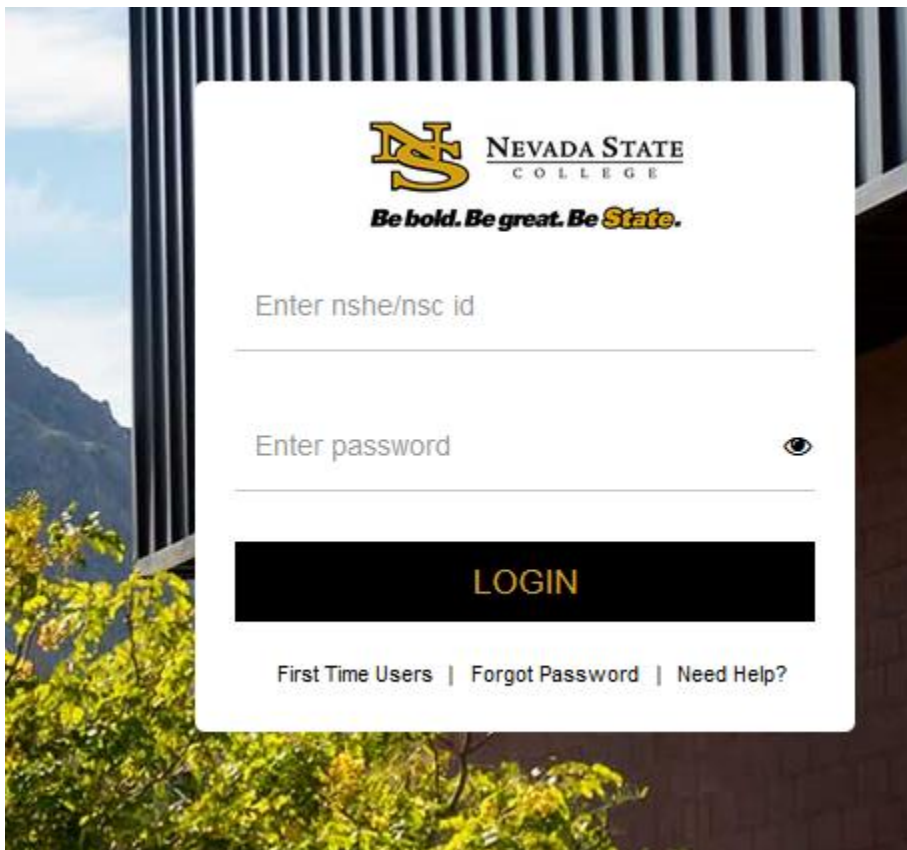 NS
NEVADA STATE
COLLEGE
Be bold. Be great. Be State.
Enter nshe/nsc id
Enter password
LOGIN
First Time Users | Forgot Password | Need Help?